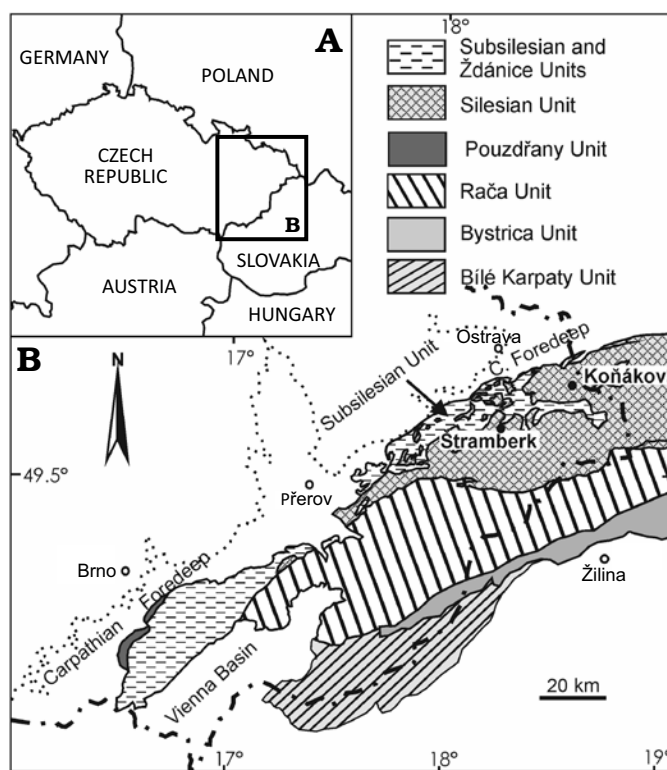 A
GERMANY
POLAND
CZECH
REPUBLIC
B
SLOVAKIA
AUSTRIA
HUNGARY
18°
Subsilesian and
Ždánice Units
Silesian Unit
Pouzdřany Unit
Rača Unit
Bystrica Unit
Bílé Karpaty Unit
17°
B
N
Ostrava
C. Foredeep
Koňákov
Subsilesian Unit
Štramberk
49.5°
Přerov
Brno
Carpathian Foredeep
Žilina
Vienna Basin
20 km
17°
18°
19°